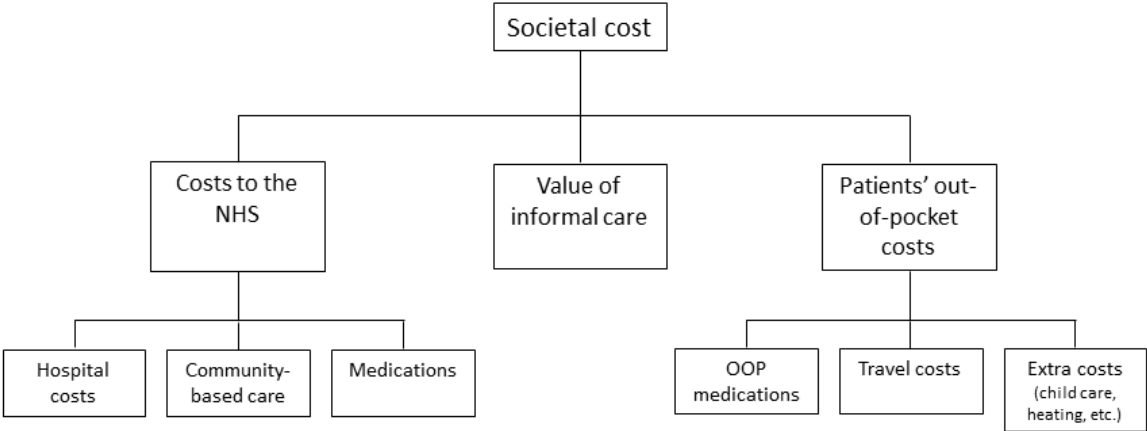 Societal cost
Costs to the
NHS
Value of
informal care
Patients’ out-
of-pocket
costs
Hospital
costs
Community-
based care
Medications
OOP
medications
Travel costs
Extra costs
(child care,
heating, etc.)